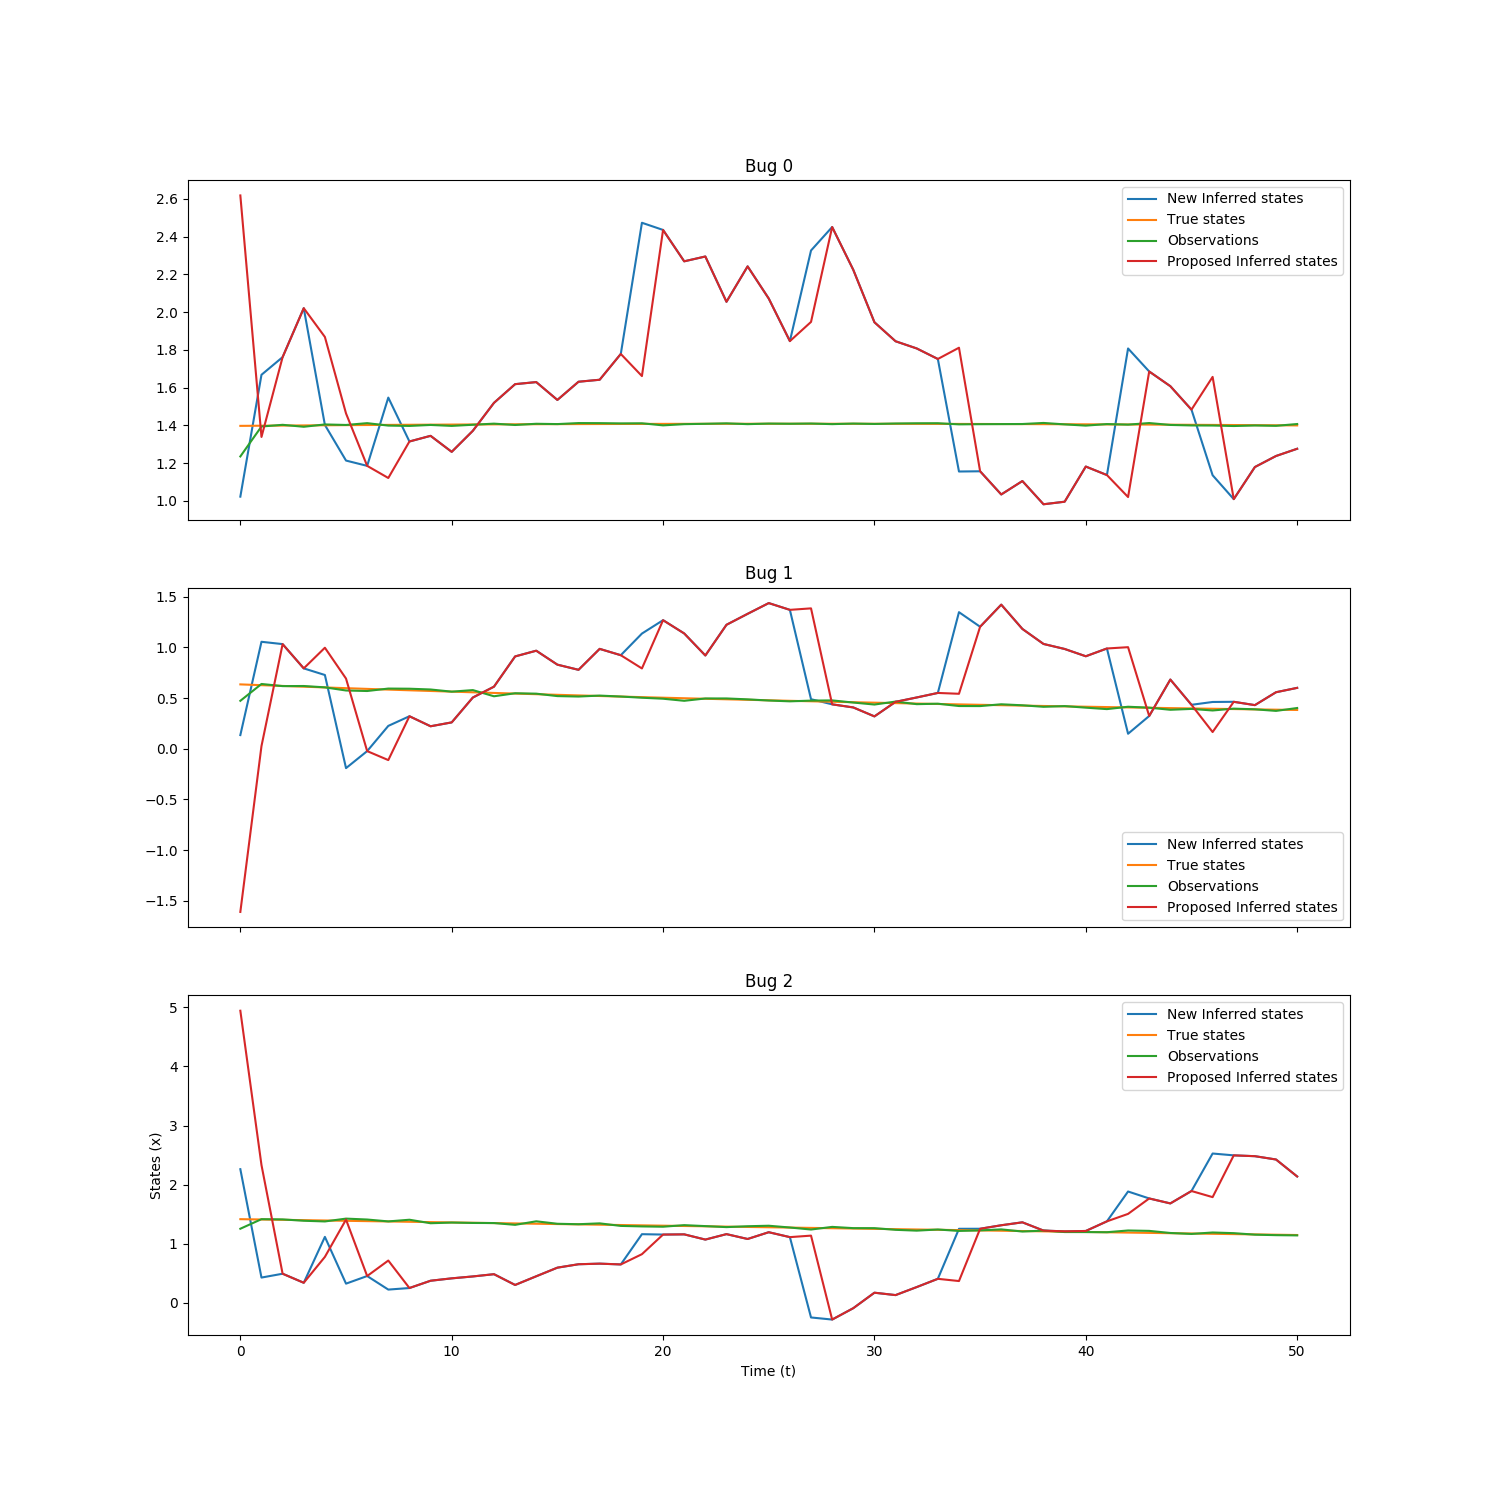 Bug 0
2.6
2.4
2.2
2.0
1.8
1.6
1.4
1.2
1.0
New Inferred states
True states
Observations
Proposed Inferred states
Bug 1
1.5
1.0
0.5
0.0
−0.5
−1.0
−1.5
New Inferred states
True states
Observations
Proposed Inferred states
Bug 2
5
4
3
2
1
0
States (x)
New Inferred states
True states
Observations
Proposed Inferred states
0 10 20 30 40 50
Time (t)